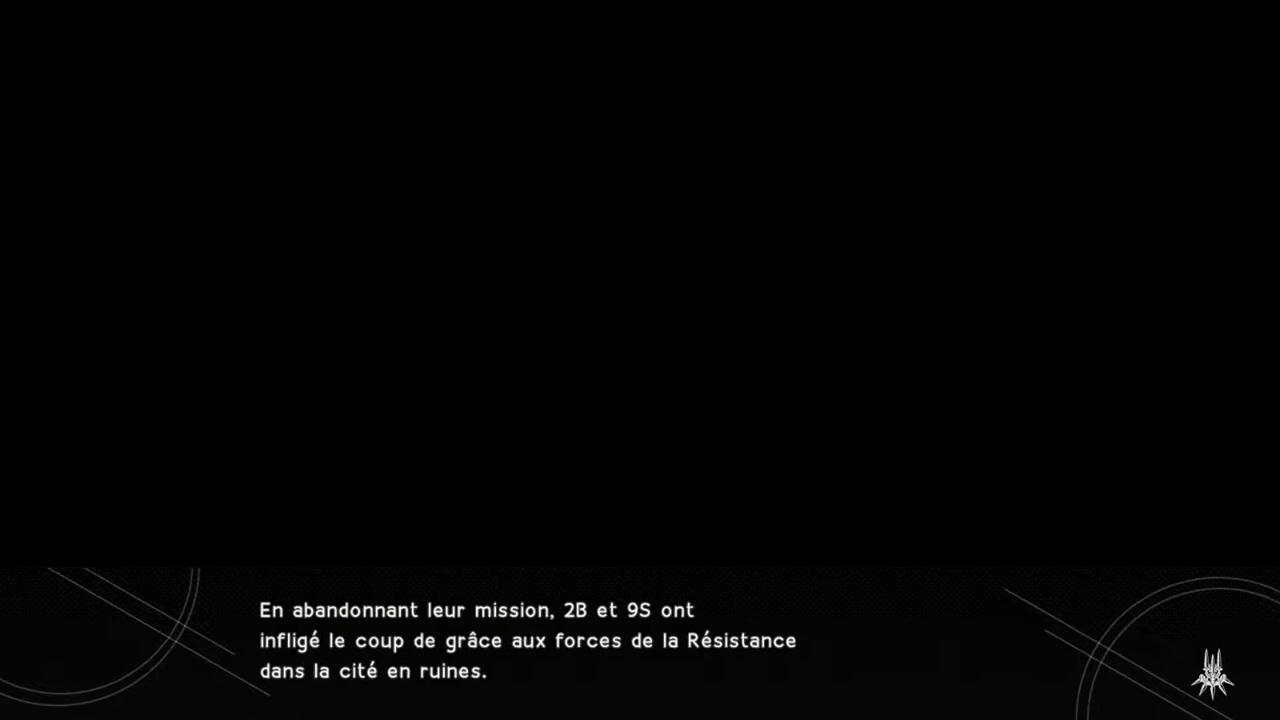 En abandonnant leur mission, 2B et 9S ont
infligé le coup de grâce aux forces de la Résistance
dans la cité en ruines.